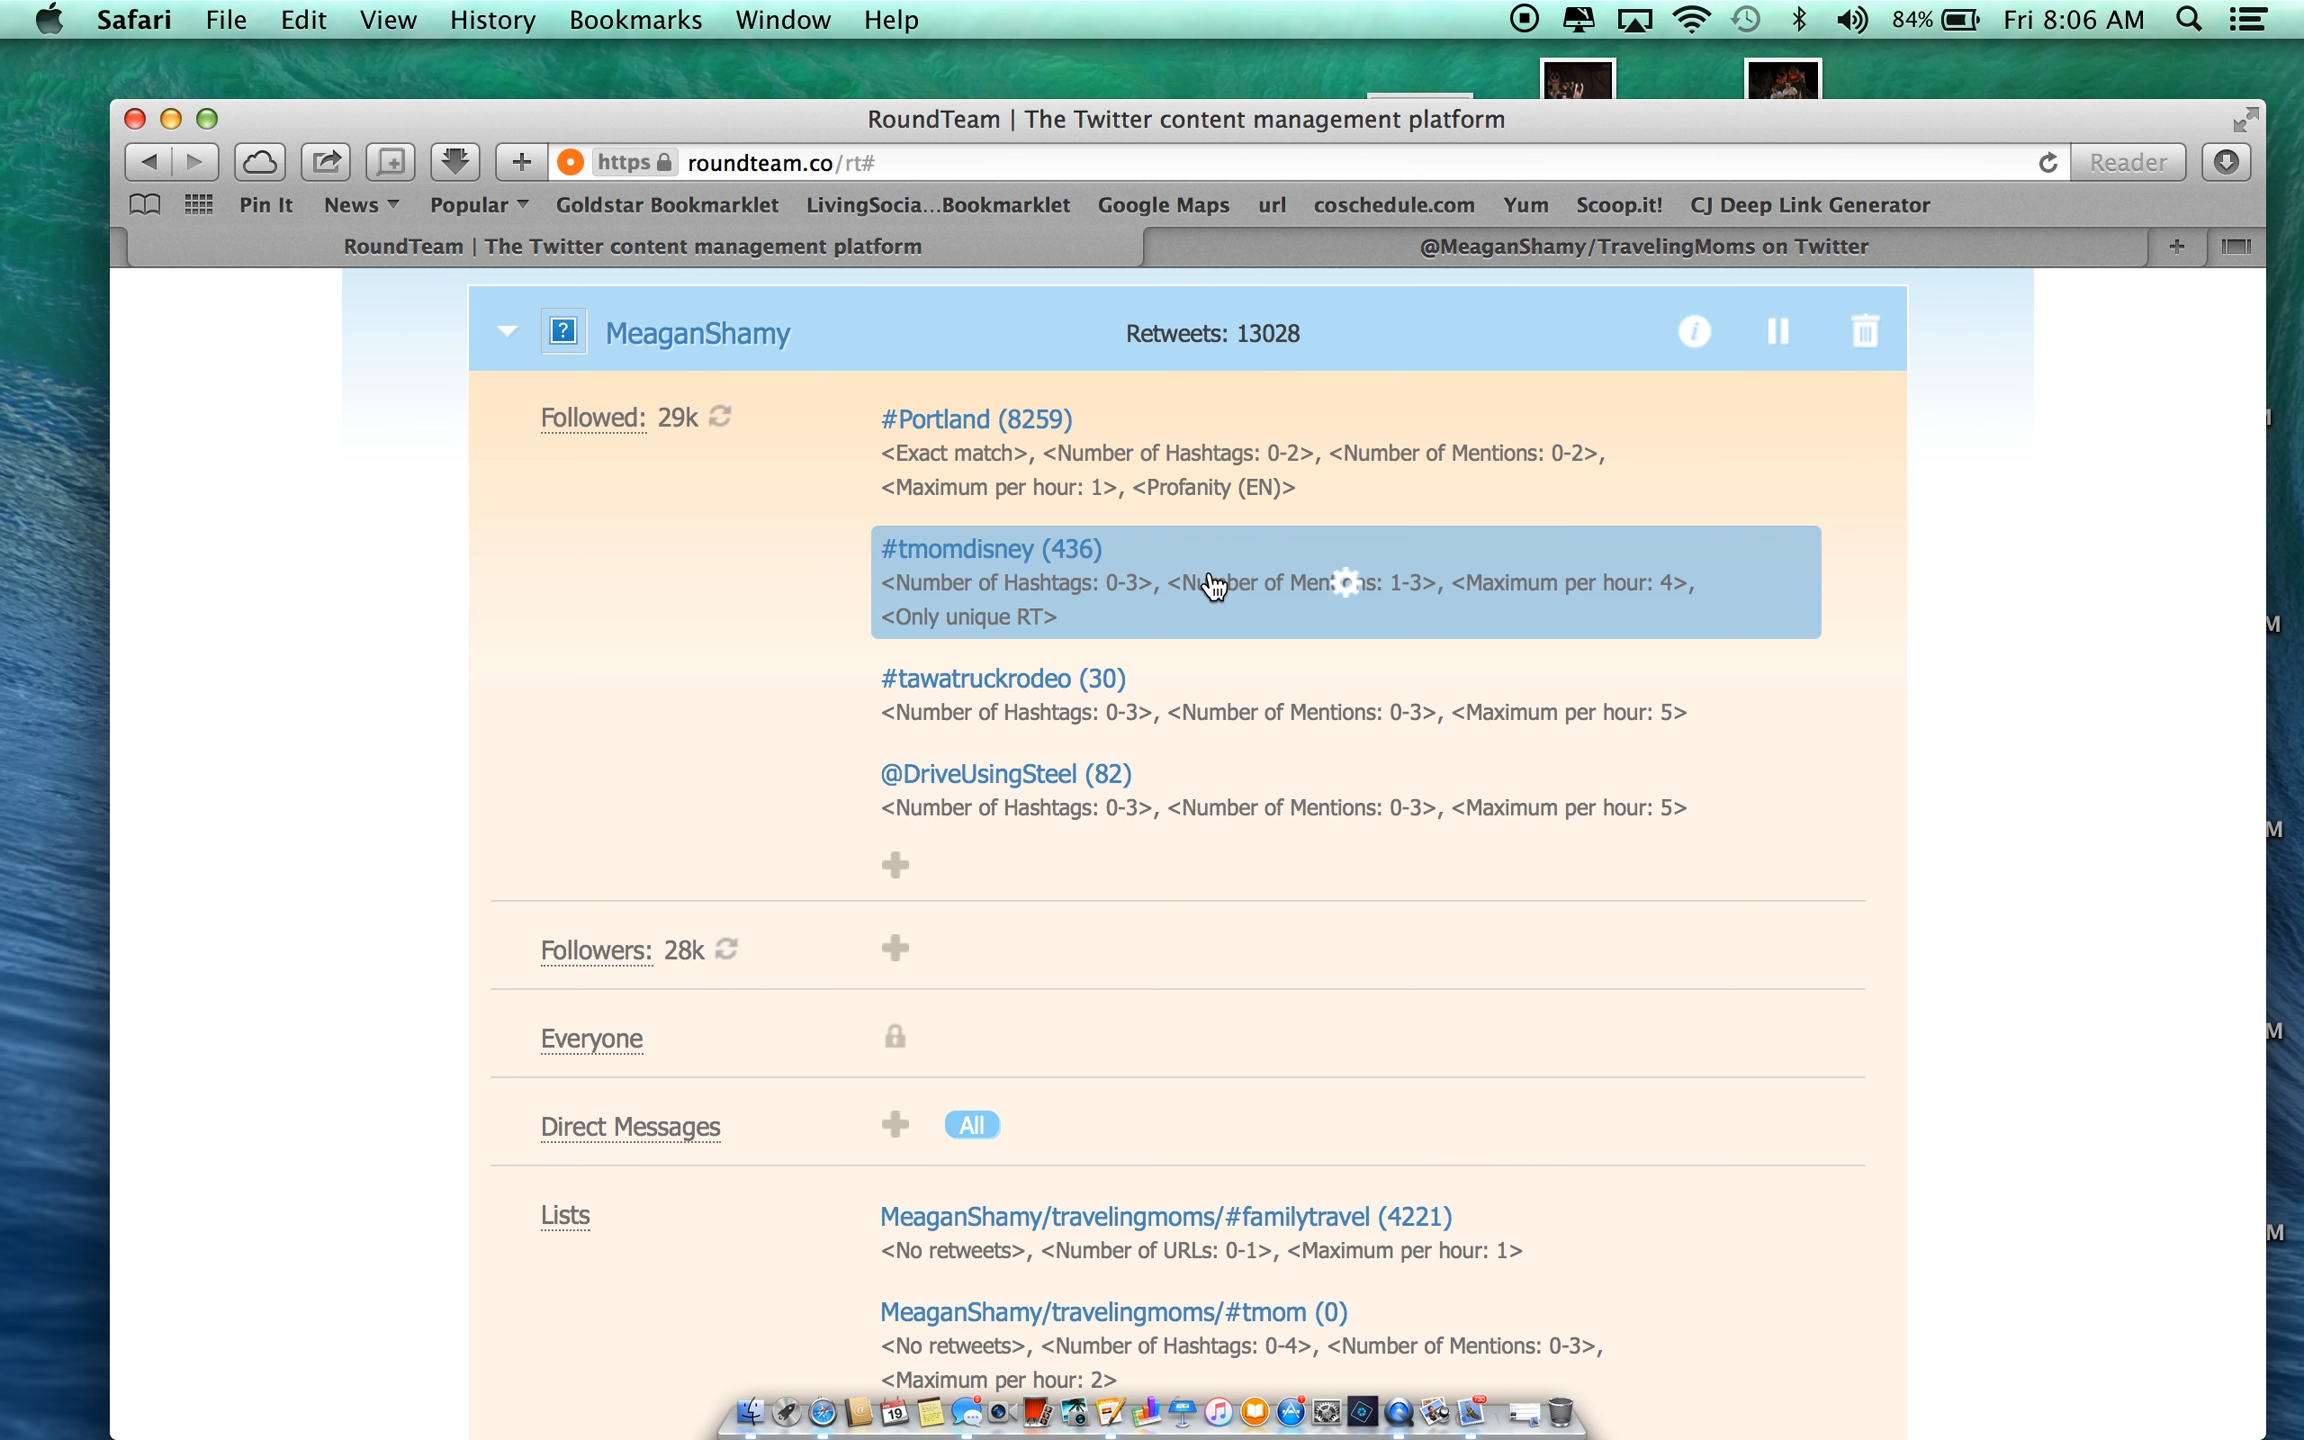 Safari File Edit View History Bookmarks Window Help 84% Fri 8:06 AM
RoundTeam | The Twitter content management platform
https roundteam.co/rt# Reader
Pin It News Popular Goldstar Bookmarklet LivingSocia...Bookmarklet Google Maps url coschedule.com Yum Scoop.it! CJ Deep Link Generator
RoundTeam | The Twitter content management platform @MeaganShamy/TravelingMoms on Twitter
? MeaganShamy Retweets: 13028 i
Followed: 29k #Portland (8259)
<Exact match>, <Number of Hashtags: 0-2>, <Number of Mentions: 0-2>,
<Maximum per hour: 1>, <Profanity (EN)>
#tmomdisney (436)
<Number of Hashtags: 0-3>, <Number of Mentions: 1-3>, <Maximum per hour: 4>,
<Only unique RT>
#tawatruckrodeo (30)
<Number of Hashtags: 0-3>, <Number of Mentions: 0-3>, <Maximum per hour: 5>
@DriveUsingSteel (82)
<Number of Hashtags: 0-3>, <Number of Mentions: 0-3>, <Maximum per hour: 5>
Followers: 28k
Everyone
Direct Messages All
Lists MeaganShamy/travelingmoms/#familytravel (4221)
<No retweets>, <Number of URLs: 0-1>, <Maximum per hour: 1>
MeaganShamy/travelingmoms/#tmom (0)
<No retweets>, <Number of Hashtags: 0-4>, <Number of Mentions: 0-3>,
<Maximum per hour: 2>
19